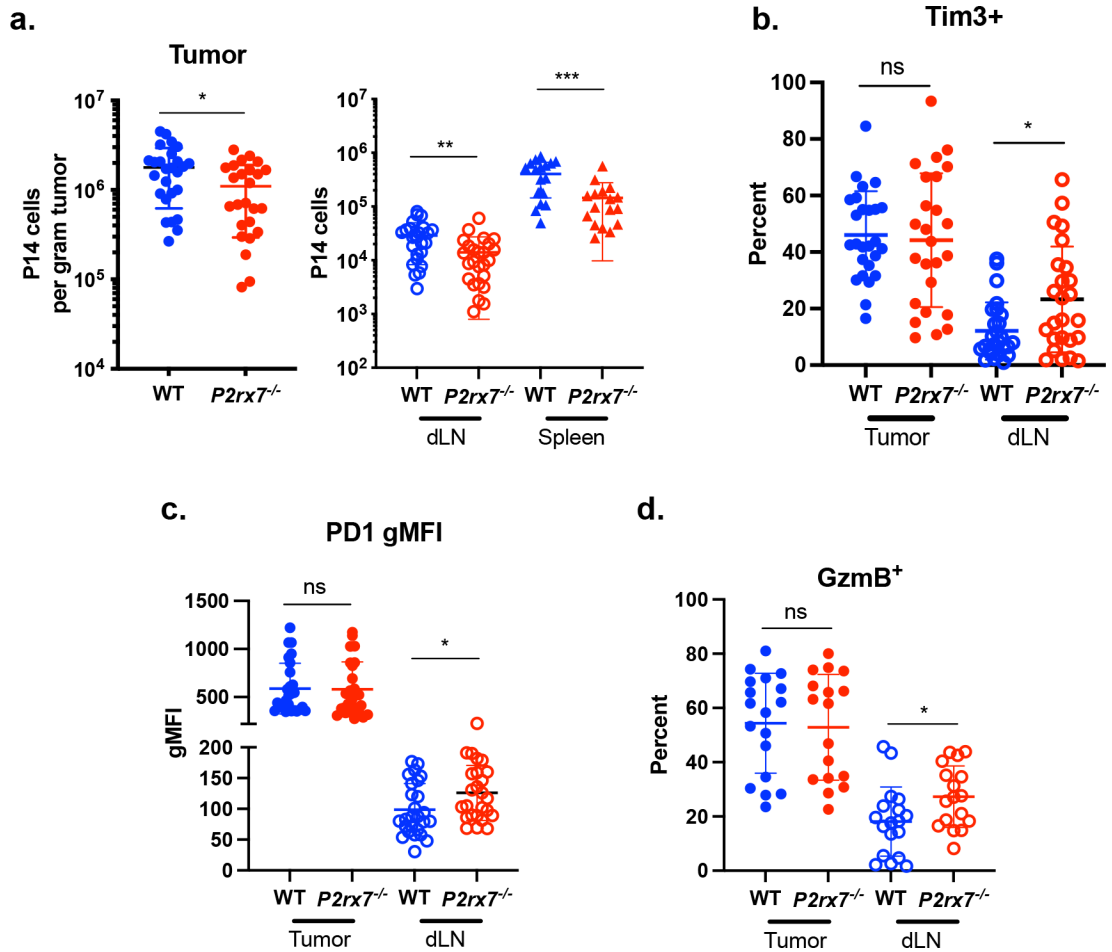 a.
Tumor
*
10⁷
10⁶
10⁵
10⁴
P14 cells
per gram tumor
WT P2rx7⁻/⁻
**
***
10⁷
10⁶
10⁵
10⁴
10³
10²
P14 cells
WT P2rx7⁻/⁻ WT P2rx7⁻/⁻
dLN Spleen
b.
Tim3+
ns
*
100
80
60
40
20
0
Percent
WT P2rx7⁻/⁻ WT P2rx7⁻/⁻
Tumor dLN
c.
PD1 gMFI
ns
*
1500
1000
500
200
150
100
50
0
gMFI
WT P2rx7⁻/⁻ WT P2rx7⁻/⁻
Tumor dLN
d.
GzmB⁺
ns
*
100
80
60
40
20
0
Percent
WT P2rx7⁻/⁻ WT P2rx7⁻/⁻
Tumor dLN